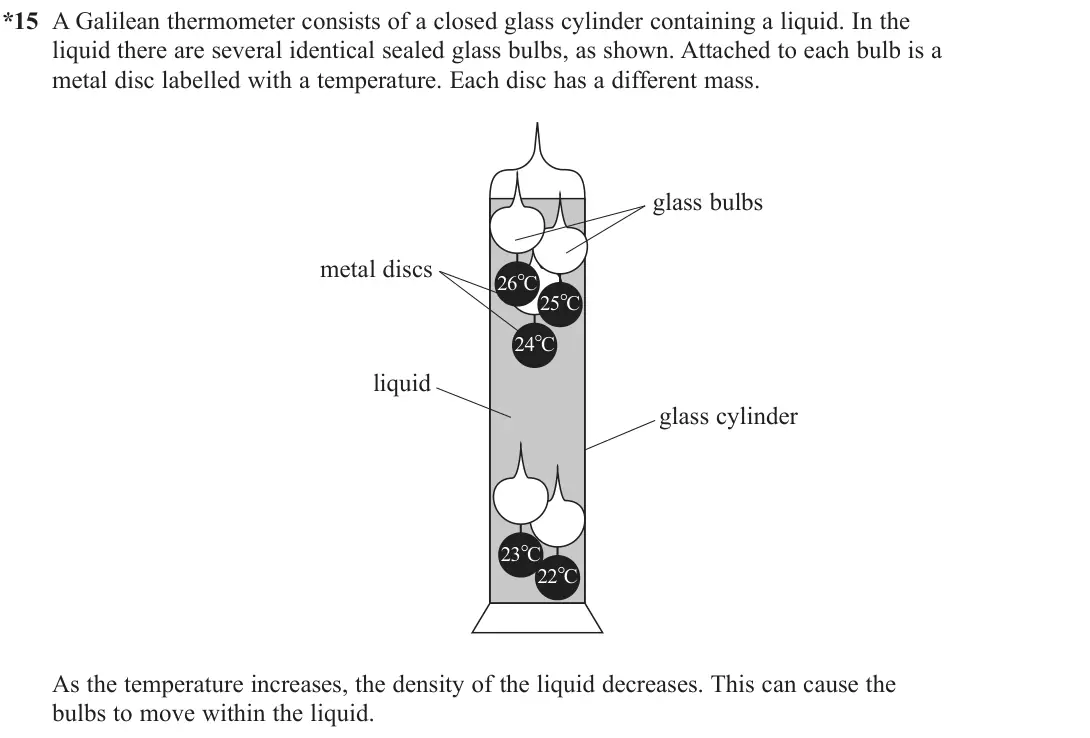 *15 A Galilean thermometer consists of a closed glass cylinder containing a liquid. In the
liquid there are several identical sealed glass bulbs, as shown. Attached to each bulb is a
metal disc labelled with a temperature. Each disc has a different mass.
glass bulbs
metal discs
26°C
25°C
24°C
liquid
glass cylinder
23°C
22°C
As the temperature increases, the density of the liquid decreases. This can cause the
bulbs to move within the liquid.